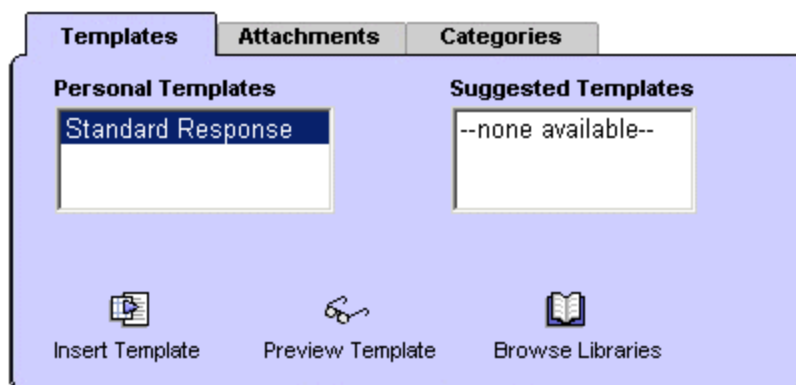 Templates Attachments Categories
Personal Templates Suggested Templates
Standard Response --none available--
Insert Template Preview Template Browse Libraries